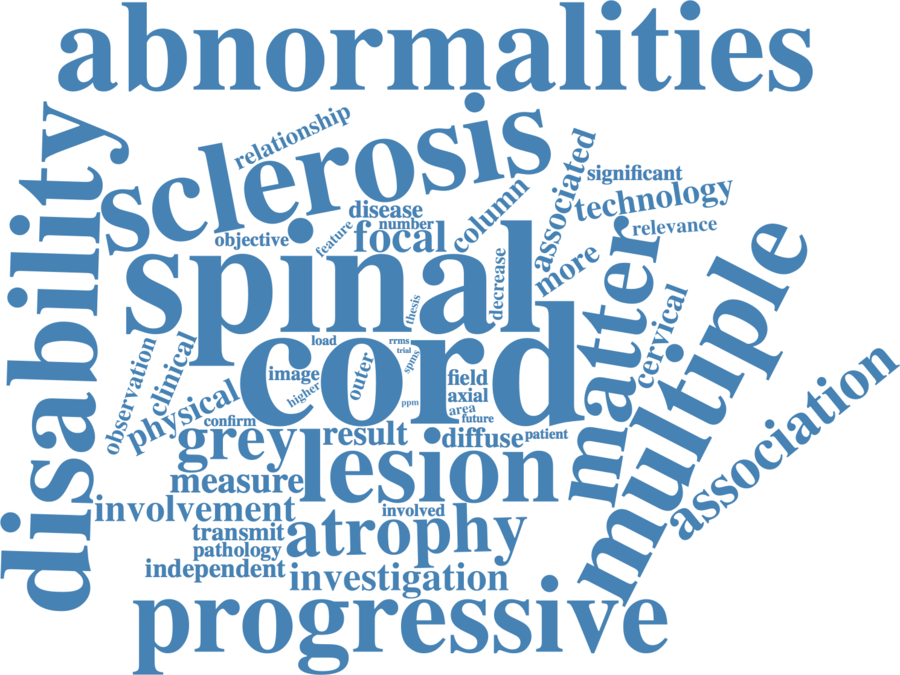 abnormalities
disability
sclerosis
relationship
associated
significant
technology
relevance
column
disease
number
feature
focal
objective
more
spinal
decrease
thesis
matter
cervical
multiple
association
cord
load
rrms
trial
spms
image
outer
higher
ppm
field
axial
area
future
observation
clinical
physical
confirm
grey
result
diffuse
patient
lesion
measure
involvement
involved
transmit
atrophy
pathology
independent
investigation
progressive